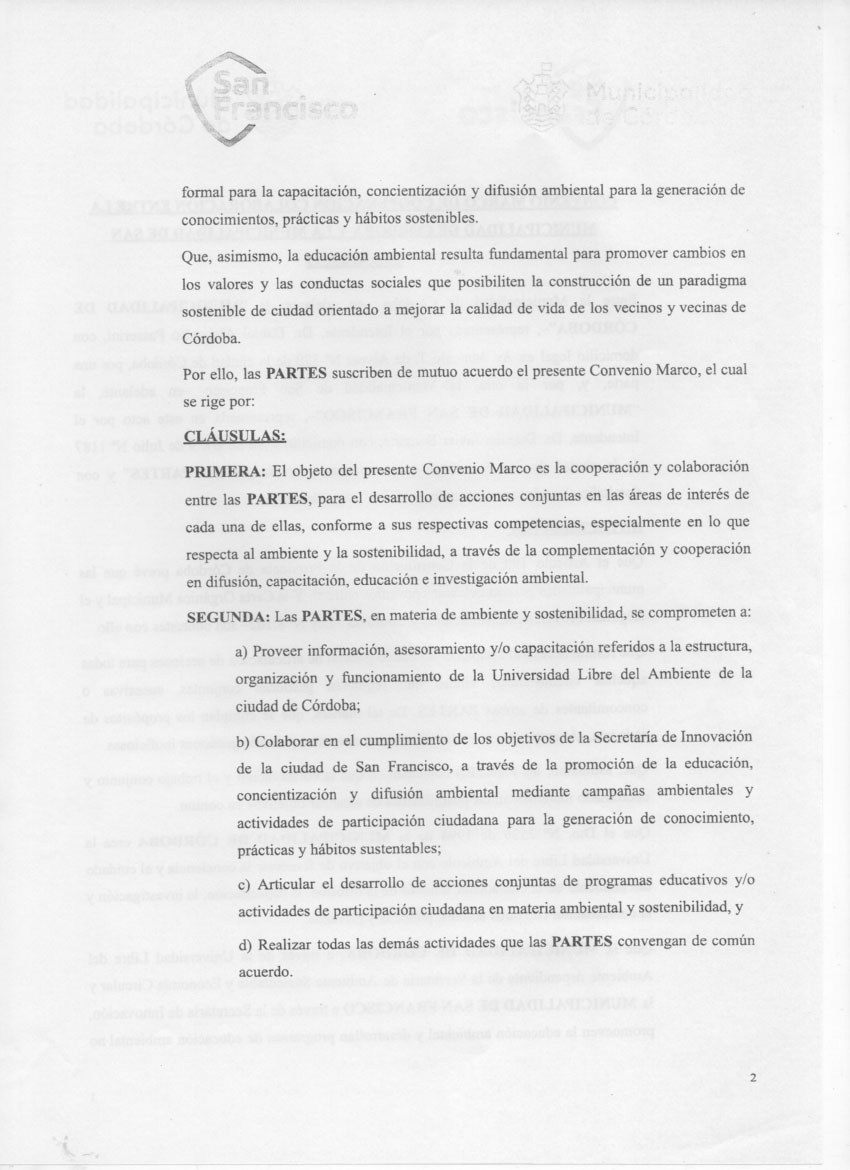 San
Francisco
Municipalidad
de Córdoba
formal para la capacitación, concientización y difusión ambiental para la generación de
conocimientos, prácticas y hábitos sostenibles.
Que, asimismo, la educación ambiental resulta fundamental para promover cambios en
los valores y las conductas sociales que posibiliten la construcción de un paradigma
sostenible de ciudad orientado a mejorar la calidad de vida de los vecinos y vecinas de
Córdoba.
Por ello, las PARTES suscriben de mutuo acuerdo el presente Convenio Marco, el cual
se rige por:
CLÁUSULAS:
PRIMERA: El objeto del presente Convenio Marco es la cooperación y colaboración
entre las PARTES, para el desarrollo de acciones conjuntas en las áreas de interés de
cada una de ellas, conforme a sus respectivas competencias, especialmente en lo que
respecta al ambiente y la sostenibilidad, a través de la complementación y cooperación
en difusión, capacitación, educación e investigación ambiental.
SEGUNDA: Las PARTES, en materia de ambiente y sostenibilidad, se comprometen a:
a) Proveer información, asesoramiento y/o capacitación referidos a la estructura,
organización y funcionamiento de la Universidad Libre del Ambiente de la
ciudad de Córdoba;
b) Colaborar en el cumplimiento de los objetivos de la Secretaría de Innovación
de la ciudad de San Francisco, a través de la promoción de la educación,
concientización y difusión ambiental mediante campañas ambientales y
actividades de participación ciudadana para la generación de conocimiento,
prácticas y hábitos sustentables;
c) Articular el desarrollo de acciones conjuntas de programas educativos y/o
actividades de participación ciudadana en materia ambiental y sostenibilidad, y
d) Realizar todas las demás actividades que las PARTES convengan de común
acuerdo.
2